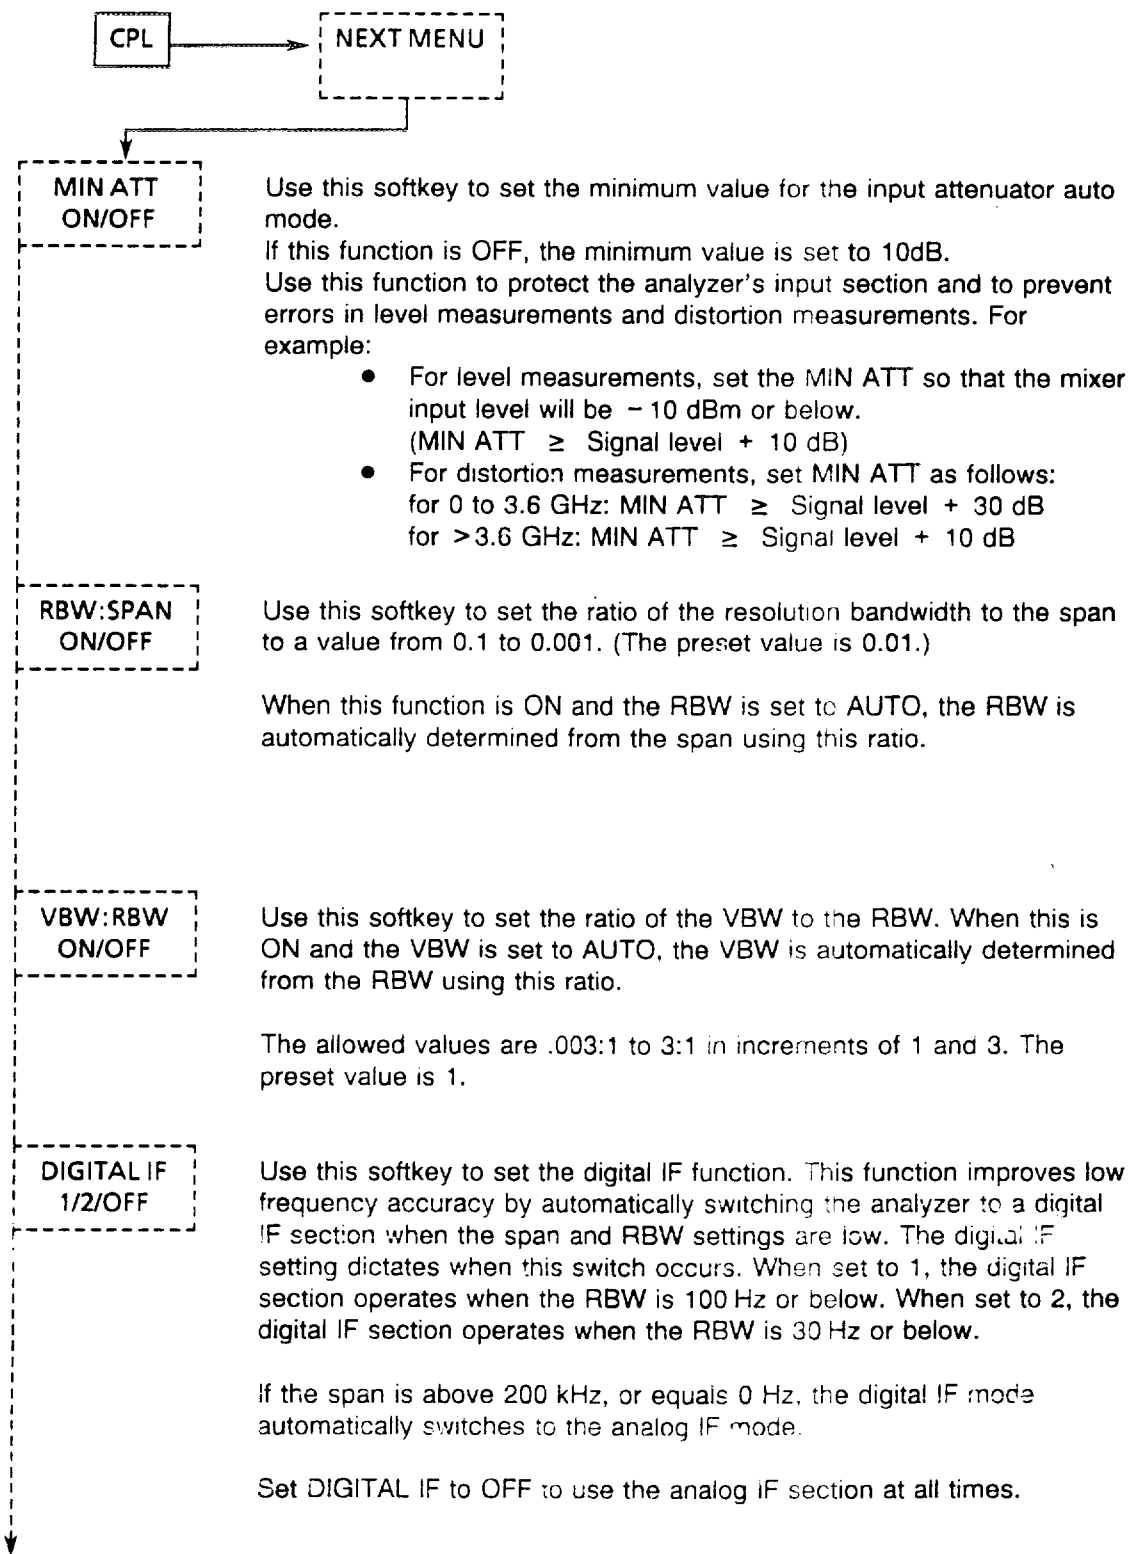 CPL
NEXT MENU
MIN ATT
ON/OFF
Use this softkey to set the minimum value for the input attenuator auto
mode.
If this function is OFF, the minimum value is set to 10dB.
Use this function to protect the analyzer's input section and to prevent
errors in level measurements and distortion measurements. For
example:
● For level measurements, set the MIN ATT so that the mixer
input level will be − 10 dBm or below.
(MIN ATT ≥ Signal level + 10 dB)
● For distortion measurements, set MIN ATT as follows:
for 0 to 3.6 GHz: MIN ATT ≥ Signal level + 30 dB
for >3.6 GHz: MIN ATT ≥ Signal level + 10 dB
RBW:SPAN
ON/OFF
Use this softkey to set the ratio of the resolution bandwidth to the span
to a value from 0.1 to 0.001. (The preset value is 0.01.)
When this function is ON and the RBW is set to AUTO, the RBW is
automatically determined from the span using this ratio.
VBW:RBW
ON/OFF
Use this softkey to set the ratio of the VBW to the RBW. When this is
ON and the VBW is set to AUTO, the VBW is automatically determined
from the RBW using this ratio.
The allowed values are .003:1 to 3:1 in increments of 1 and 3. The
preset value is 1.
DIGITAL IF
1/2/OFF
Use this softkey to set the digital IF function. This function improves low
frequency accuracy by automatically switching the analyzer to a digital
IF section when the span and RBW settings are low. The digital IF
setting dictates when this switch occurs. When set to 1, the digital IF
section operates when the RBW is 100 Hz or below. When set to 2, the
digital IF section operates when the RBW is 30 Hz or below.
If the span is above 200 kHz, or equals 0 Hz, the digital IF mode
automatically switches to the analog IF mode.
Set DIGITAL IF to OFF to use the analog IF section at all times.